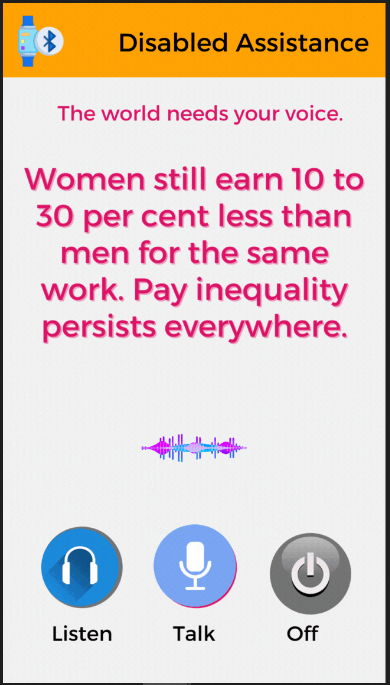 Disabled Assistance
The world needs your voice.
Women still earn 10 to
30 per cent less than
men for the same
work. Pay inequality
persists everywhere.
Listen Talk Off